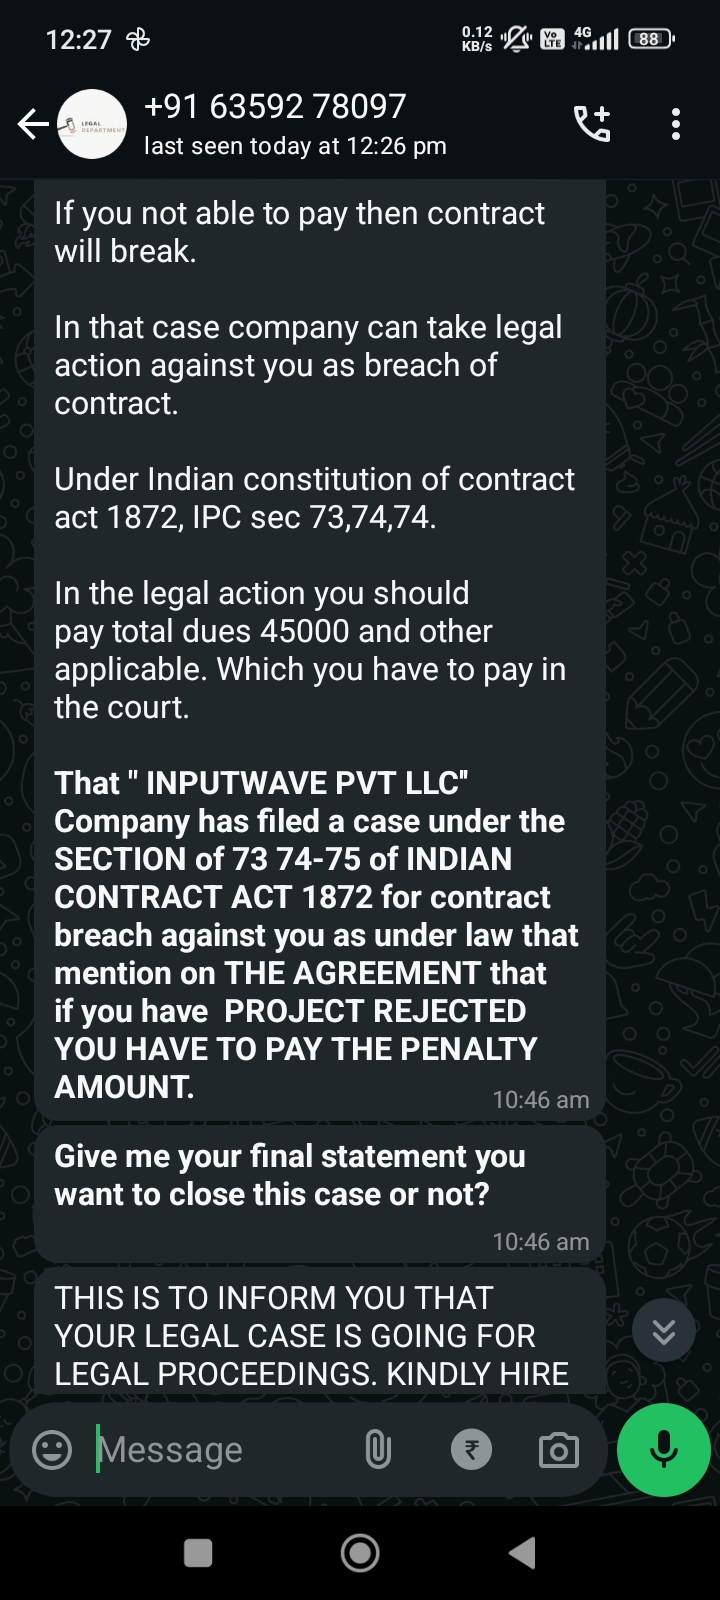 12:27
0.12
KB/s
Vo
LTE
4G
88
LEGAL
DEPARTMENT
+91 63592 78097
last seen today at 12:26 pm
If you not able to pay then contract
will break.
In that case company can take legal
action against you as breach of
contract.
Under Indian constitution of contract
act 1872, IPC sec 73,74,74.
In the legal action you should
pay total dues 45000 and other
applicable. Which you have to pay in
the court.
That " INPUTWAVE PVT LLC"
Company has filed a case under the
SECTION of 73 74-75 of INDIAN
CONTRACT ACT 1872 for contract
breach against you as under law that
mention on THE AGREEMENT that
if you have  PROJECT REJECTED
YOU HAVE TO PAY THE PENALTY
AMOUNT.
10:46 am
Give me your final statement you
want to close this case or not?
10:46 am
THIS IS TO INFORM YOU THAT
YOUR LEGAL CASE IS GOING FOR
LEGAL PROCEEDINGS. KINDLY HIRE
Message
₹